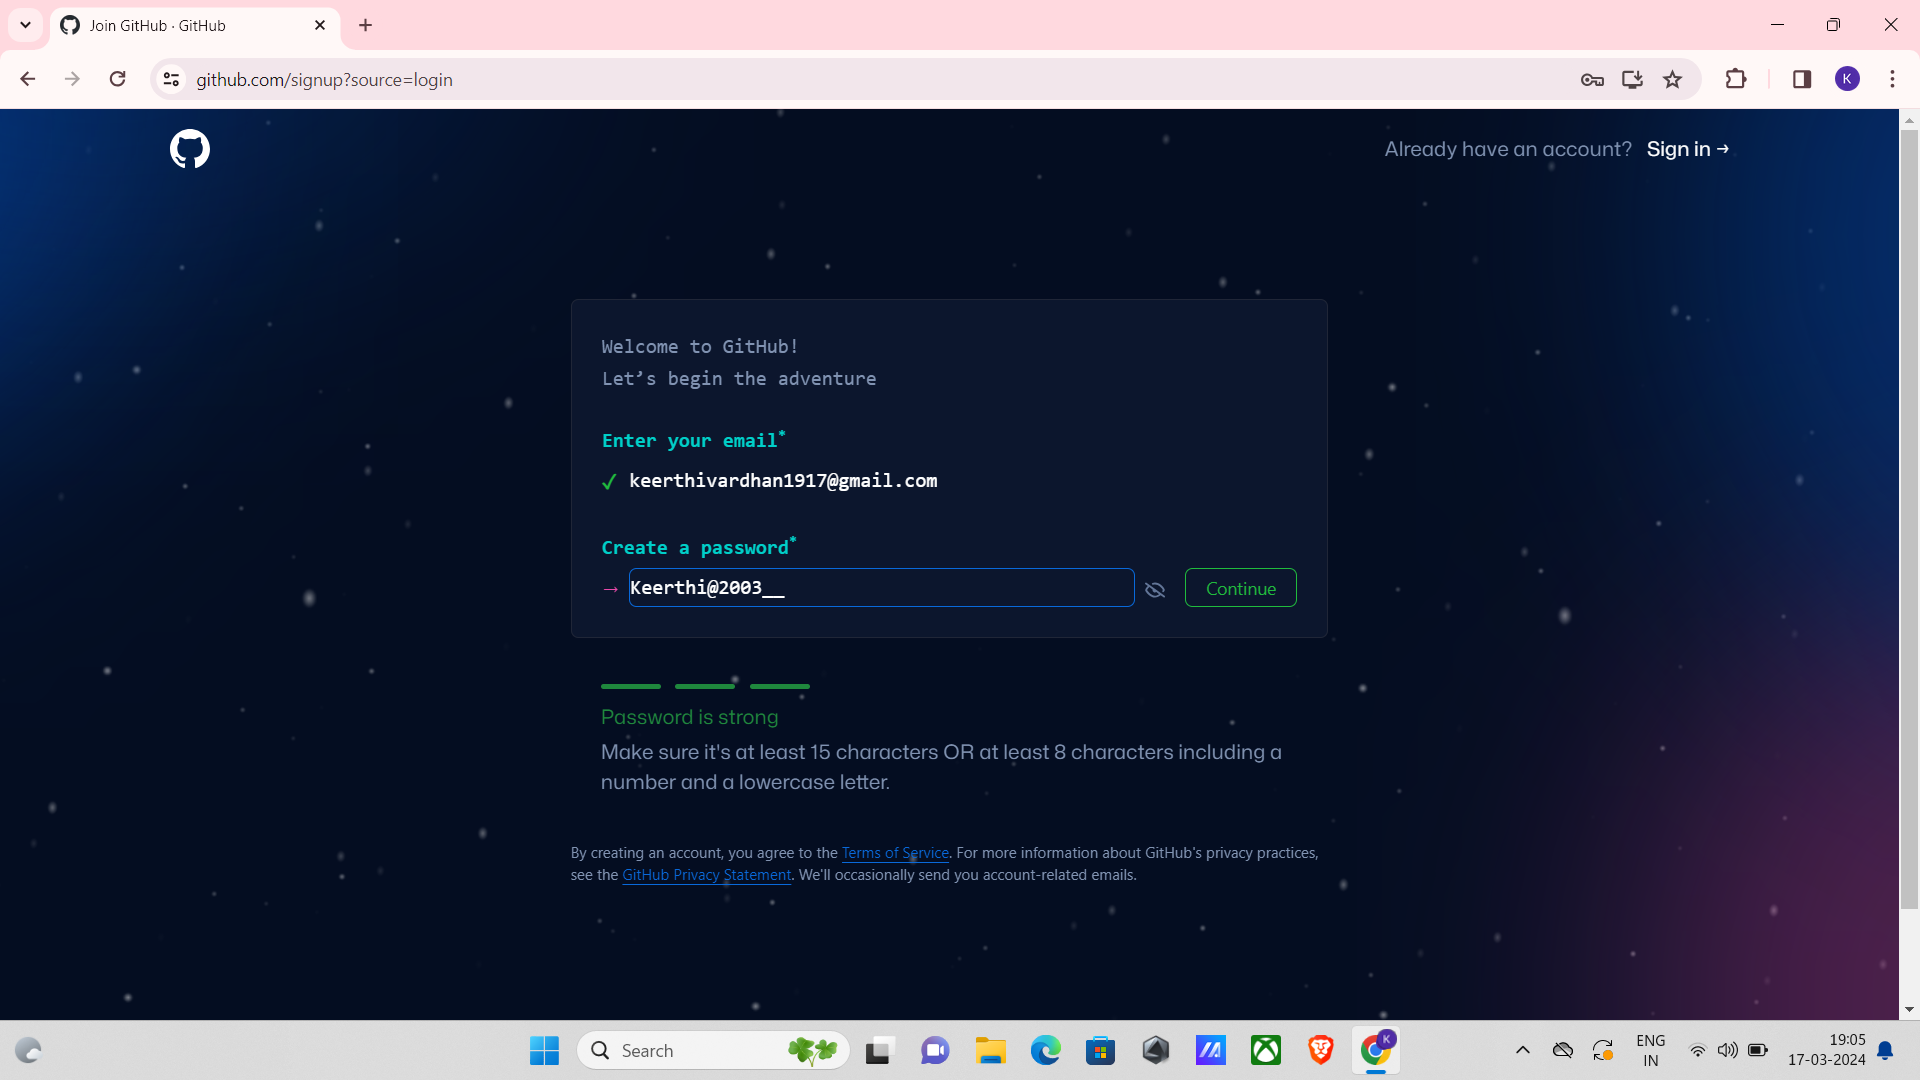 Join GitHub · GitHub
github.com/signup?source=login
K
Already have an account? Sign in →
Welcome to GitHub!
Let’s begin the adventure
Enter your email*
✓ keerthivardhan1917@gmail.com
Create a password*
→ Keerthi@2003__
Continue
Password is strong
Make sure it's at least 15 characters OR at least 8 characters including a
number and a lowercase letter.
By creating an account, you agree to the Terms of Service. For more information about GitHub's privacy practices,
see the GitHub Privacy Statement. We'll occasionally send you account-related emails.
Search
K
ENG
IN
19:05
17-03-2024